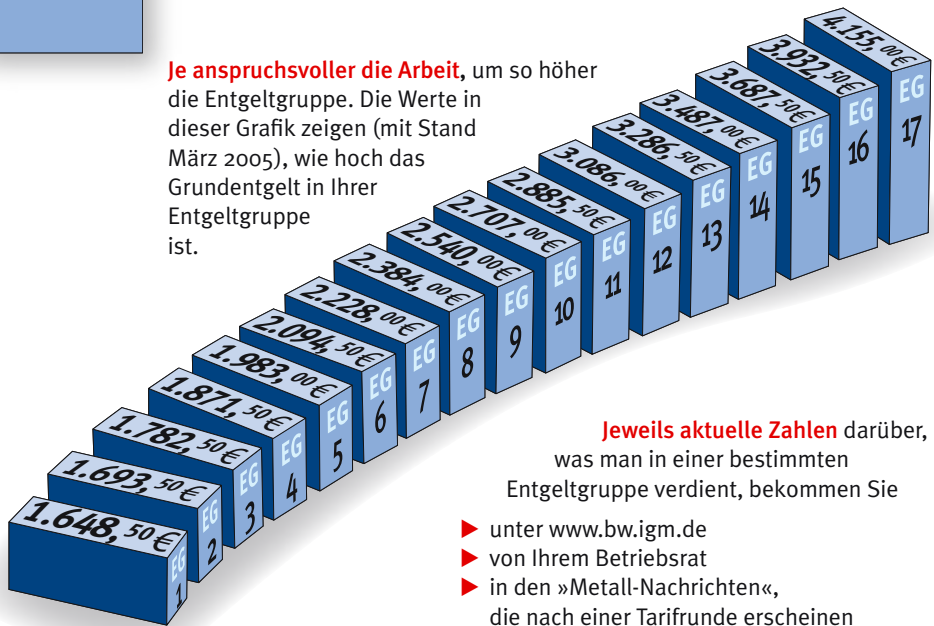 Je anspruchsvoller die Arbeit, um so höher
die Entgeltgruppe. Die Werte in
dieser Grafik zeigen (mit Stand
März 2005), wie hoch das
Grundentgelt in Ihrer
Entgeltgruppe
ist.
1.648,50€ EG 1
1.693,50€ EG 2
1.782,50€ EG 3
1.871,50€ EG 4
1.983,00€ EG 5
2.094,50€ EG 6
2.228,00€ EG 7
2.384,00€ EG 8
2.540,00€ EG 9
2.707,00€ EG 10
2.885,50€ EG 11
3.086,00€ EG 12
3.286,50€ EG 13
3.487,00€ EG 14
3.687,50€ EG 15
3.932,50€ EG 16
4.155,00€ EG 17
Jeweils aktuelle Zahlen darüber,
was man in einer bestimmten
Entgeltgruppe verdient, bekommen Sie
▶ unter www.bw.igm.de
▶ von Ihrem Betriebsrat
▶ in den »Metall-Nachrichten«,
die nach einer Tarifrunde erscheinen